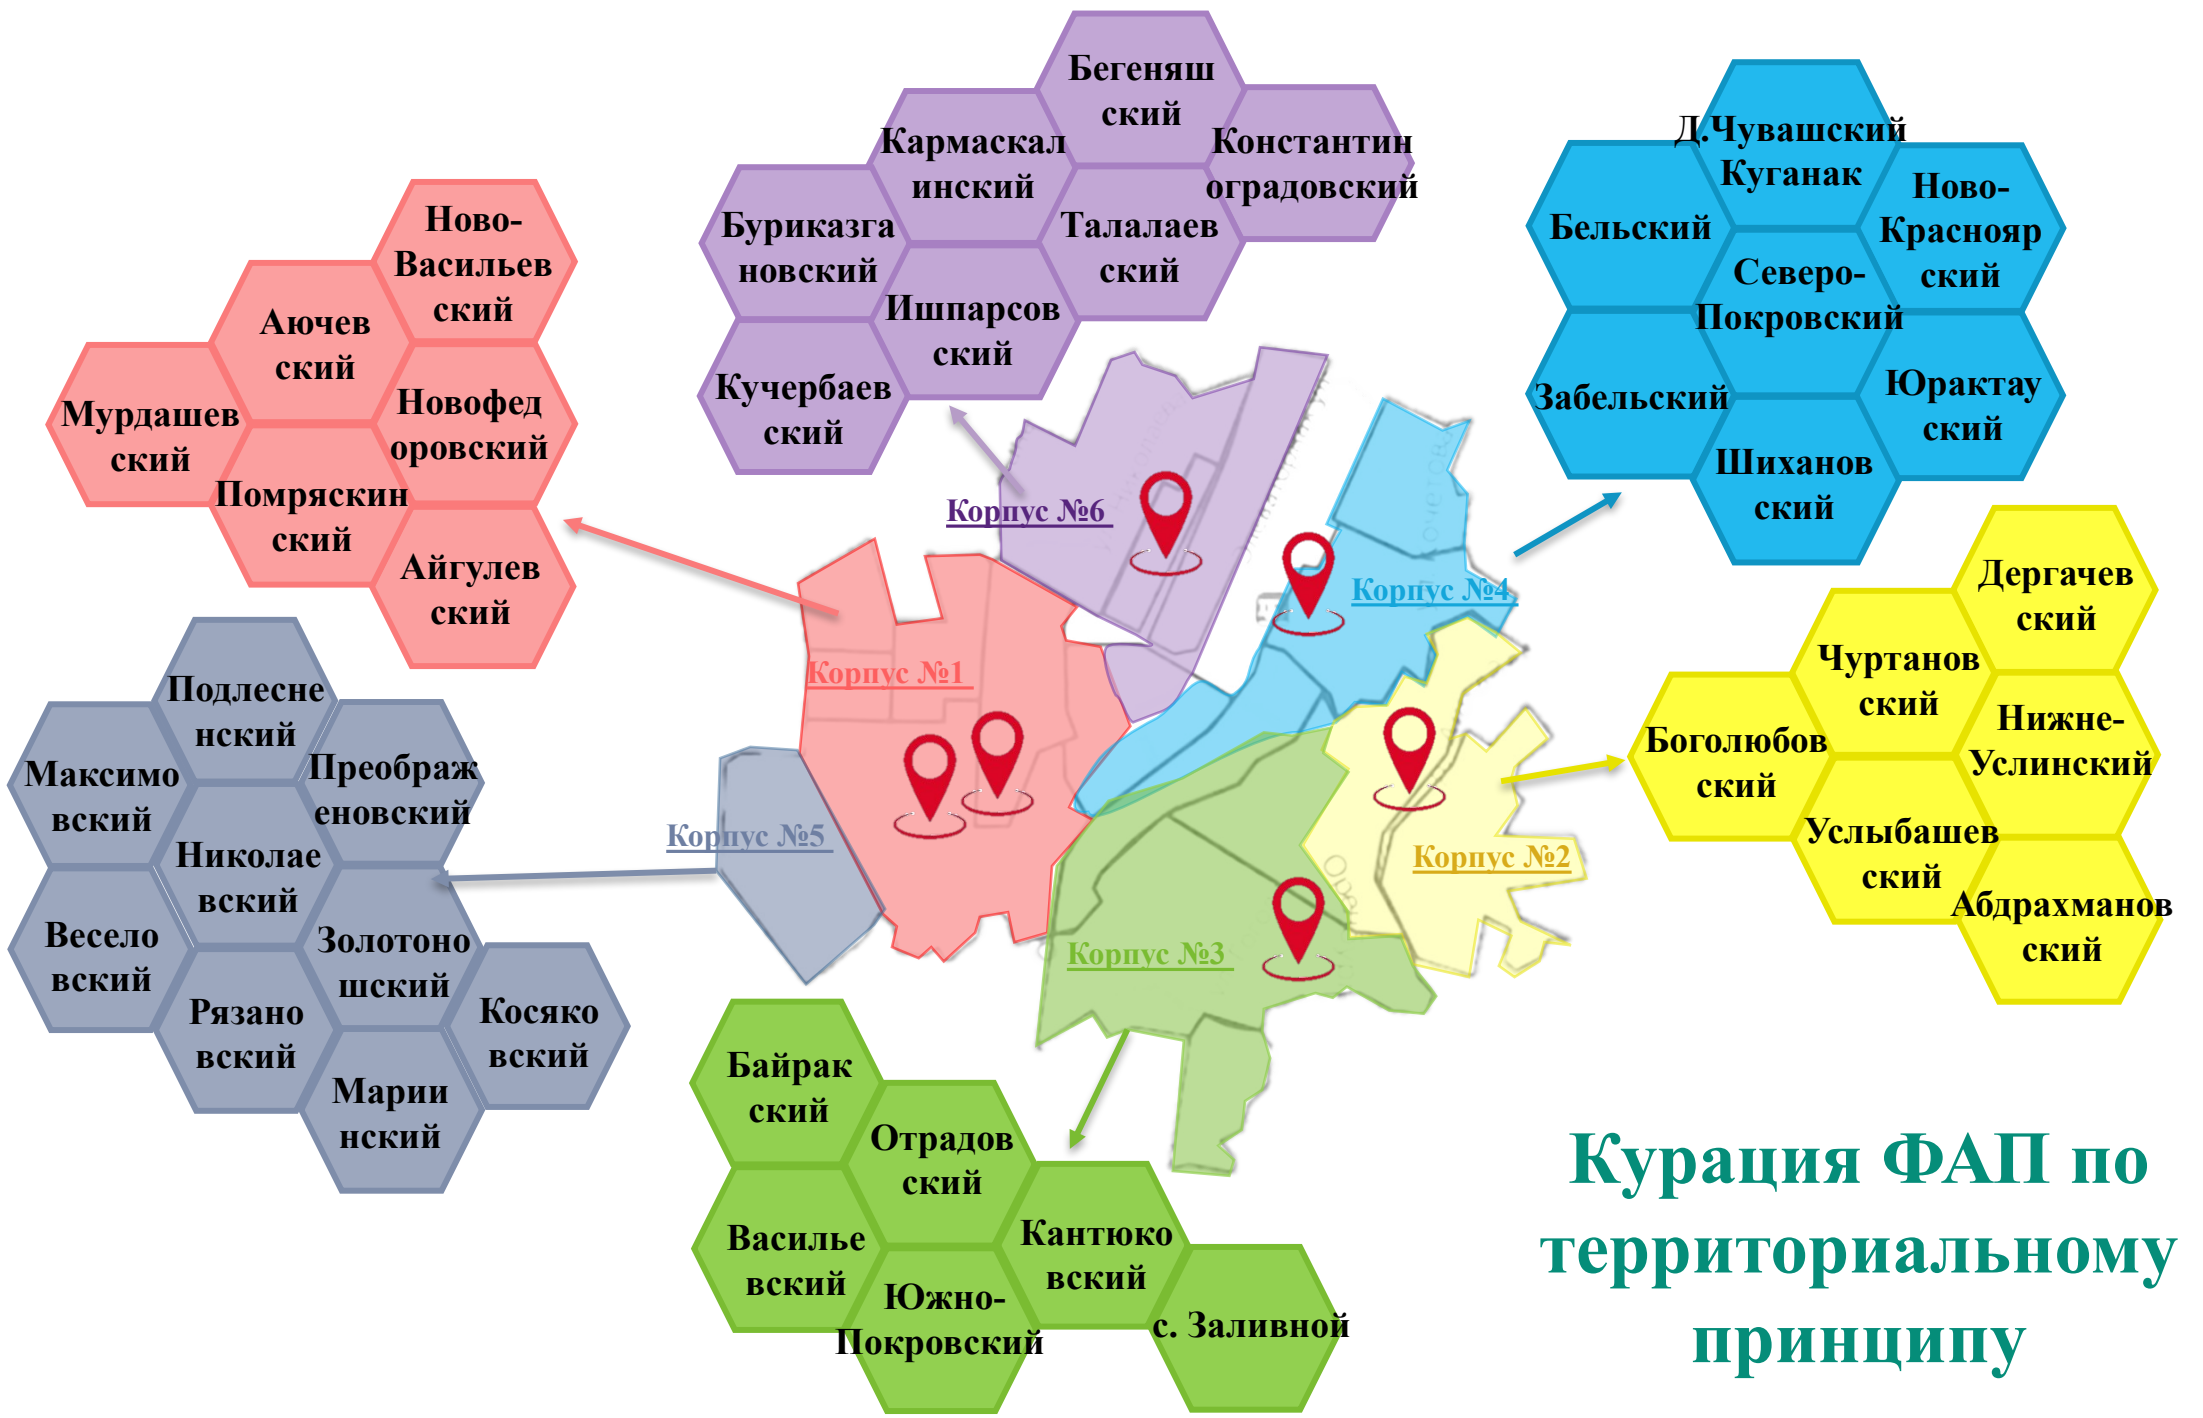 Бегеняш
ский
Кармаскал
инский
Константин
оградовский
Буриказга
новский
Талалаев
ский
Ишпарсов
ский
Кучербаев
ский
Д.Чувашский
Куганак
Бельский
Ново-
Краснояр
ский
Северо-
Покровский
Забельский
Юрактау
ский
Шиханов
ский
Ново-
Васильев
ский
Аючев
ский
Мурдашев
ский
Новофед
оровский
Помряскин
ский
Айгулев
ский
Корпус №6
Корпус №4
Корпус №1
Корпус №5
Корпус №2
Корпус №3
Дергачев
ский
Чуртанов
ский
Боголюбов
ский
Нижне-
Услинский
Услыбашев
ский
Абдрахманов
ский
Подлесне
нский
Максимо
вский
Преображ
еновский
Николае
вский
Весело
вский
Золотоно
шский
Рязано
вский
Косяко
вский
Марии
нский
Байрак
ский
Отрадов
ский
Василье
вский
Кантюко
вский
Южно-
Покровский
с. Заливной
Курация ФАП по
территориальному
принципу